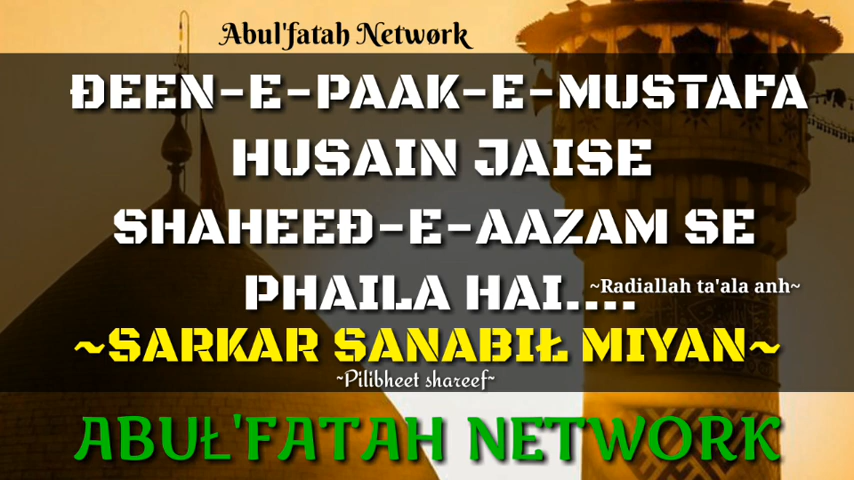 Abul'fatah Netwørk
ĐEEN-E-PAAK-E-MUSTAFA
HUSAIN JAISE
SHAHEEĐ-E-AAZAM SE
PHAILA HAI....
~Radiallah ta'ala anh~
~SARKAR SANABIŁ MIYAN~
~Pilibheet shareef~
ABUŁ'FATAH NETWORK